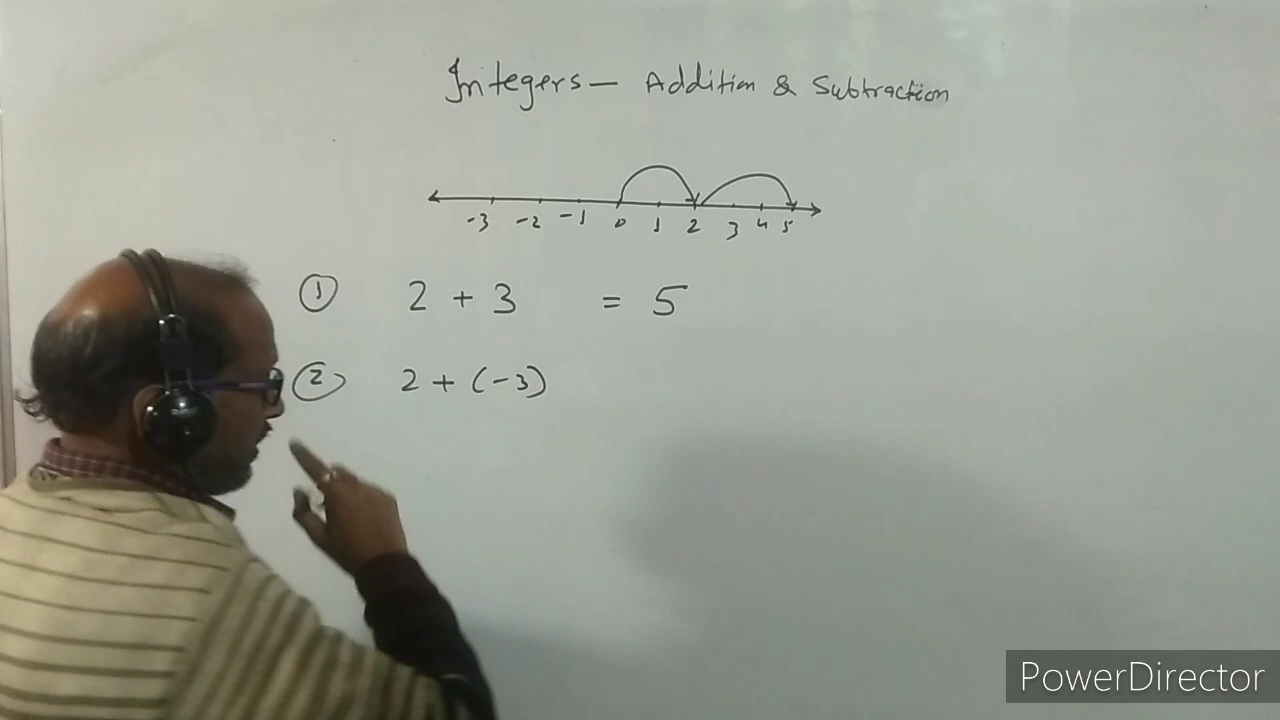 Integers — Addition & Subtraction
-3 -2 -1 0 1 2 3 4 5
① 2 + 3 = 5
② 2 + (-3)
PowerDirector